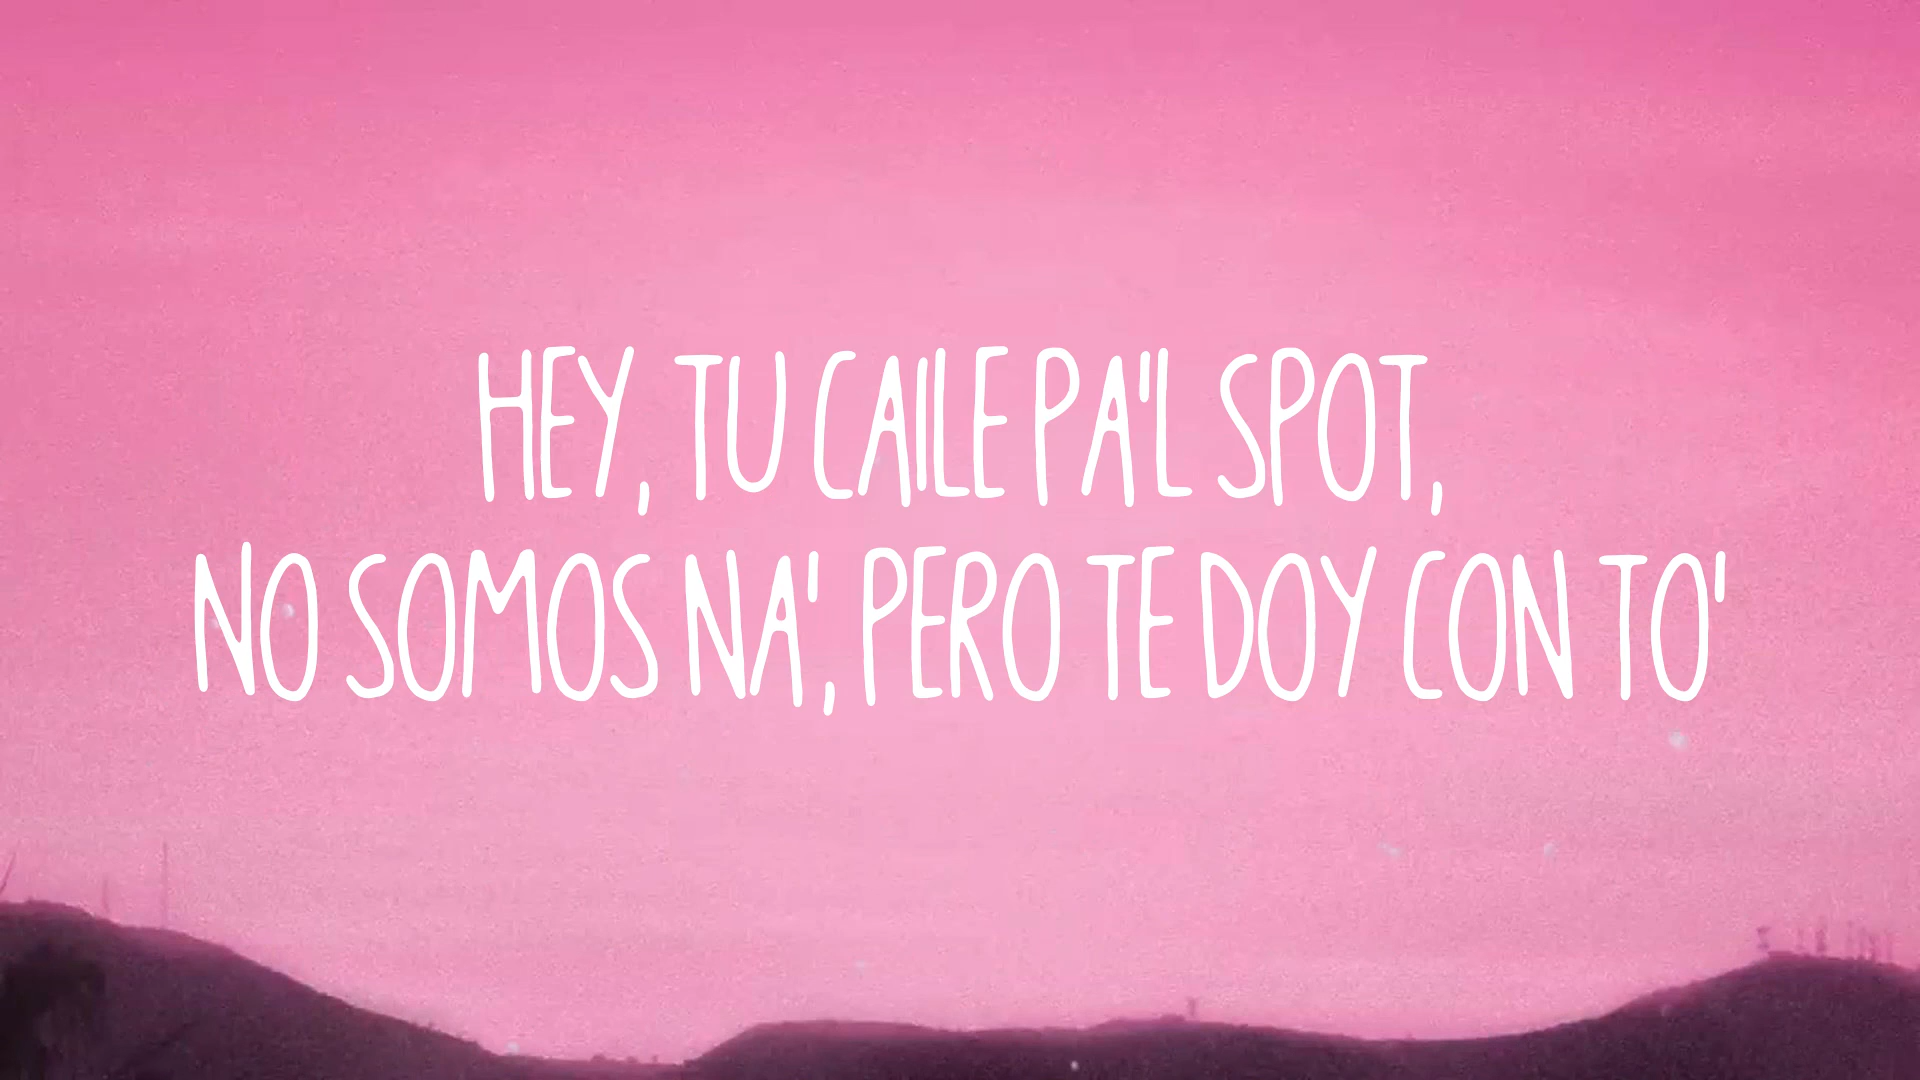 HEY, TU CAILE PA'L SPOT,
NO SOMOS NA', PERO TE DOY CON TO'